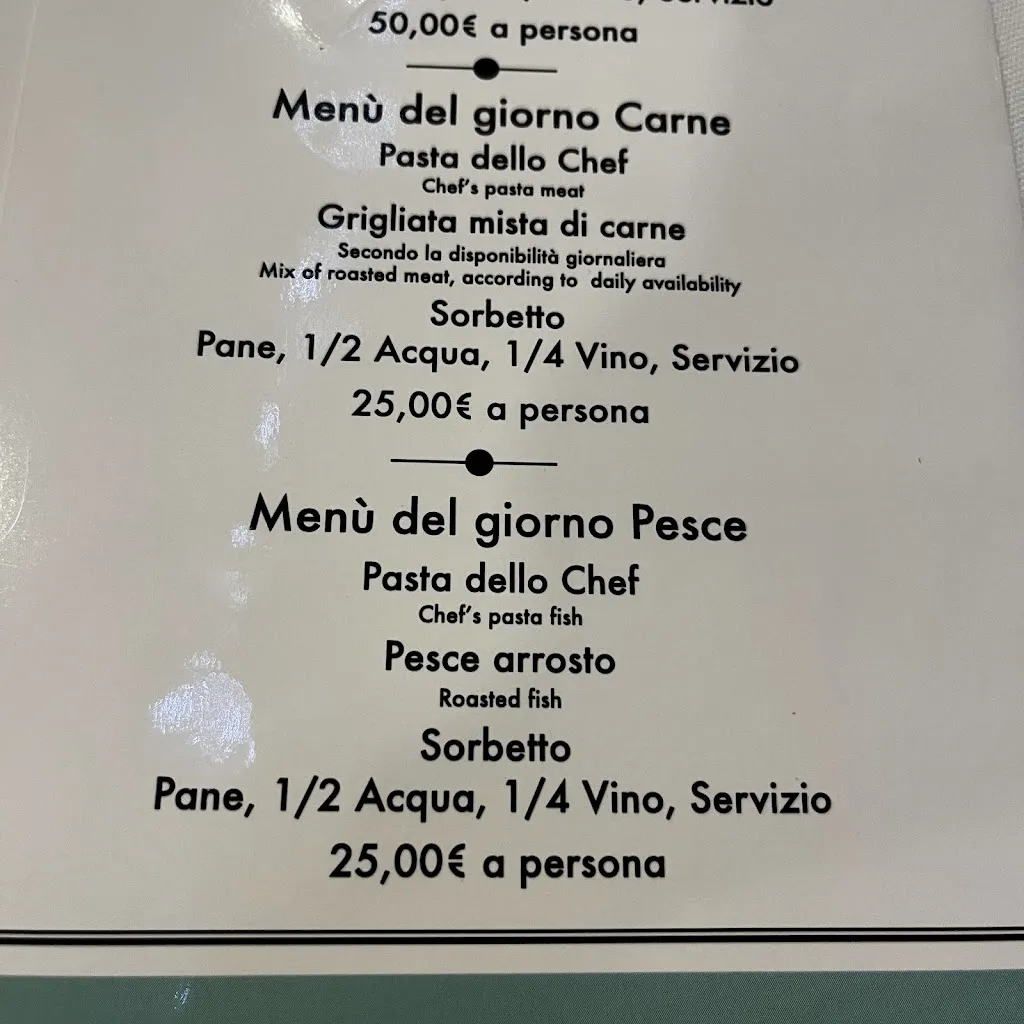 Servizio
50,00€ a persona
Menù del giorno Carne
Pasta dello Chef
Chef's pasta meat
Grigliata mista di carne
Secondo la disponibilità giornaliera
Mix of roasted meat, according to daily availability
Sorbetto
Pane, 1/2 Acqua, 1/4 Vino, Servizio
25,00€ a persona
Menù del giorno Pesce
Pasta dello Chef
Chef's pasta fish
Pesce arrosto
Roasted fish
Sorbetto
Pane, 1/2 Acqua, 1/4 Vino, Servizio
25,00€ a persona